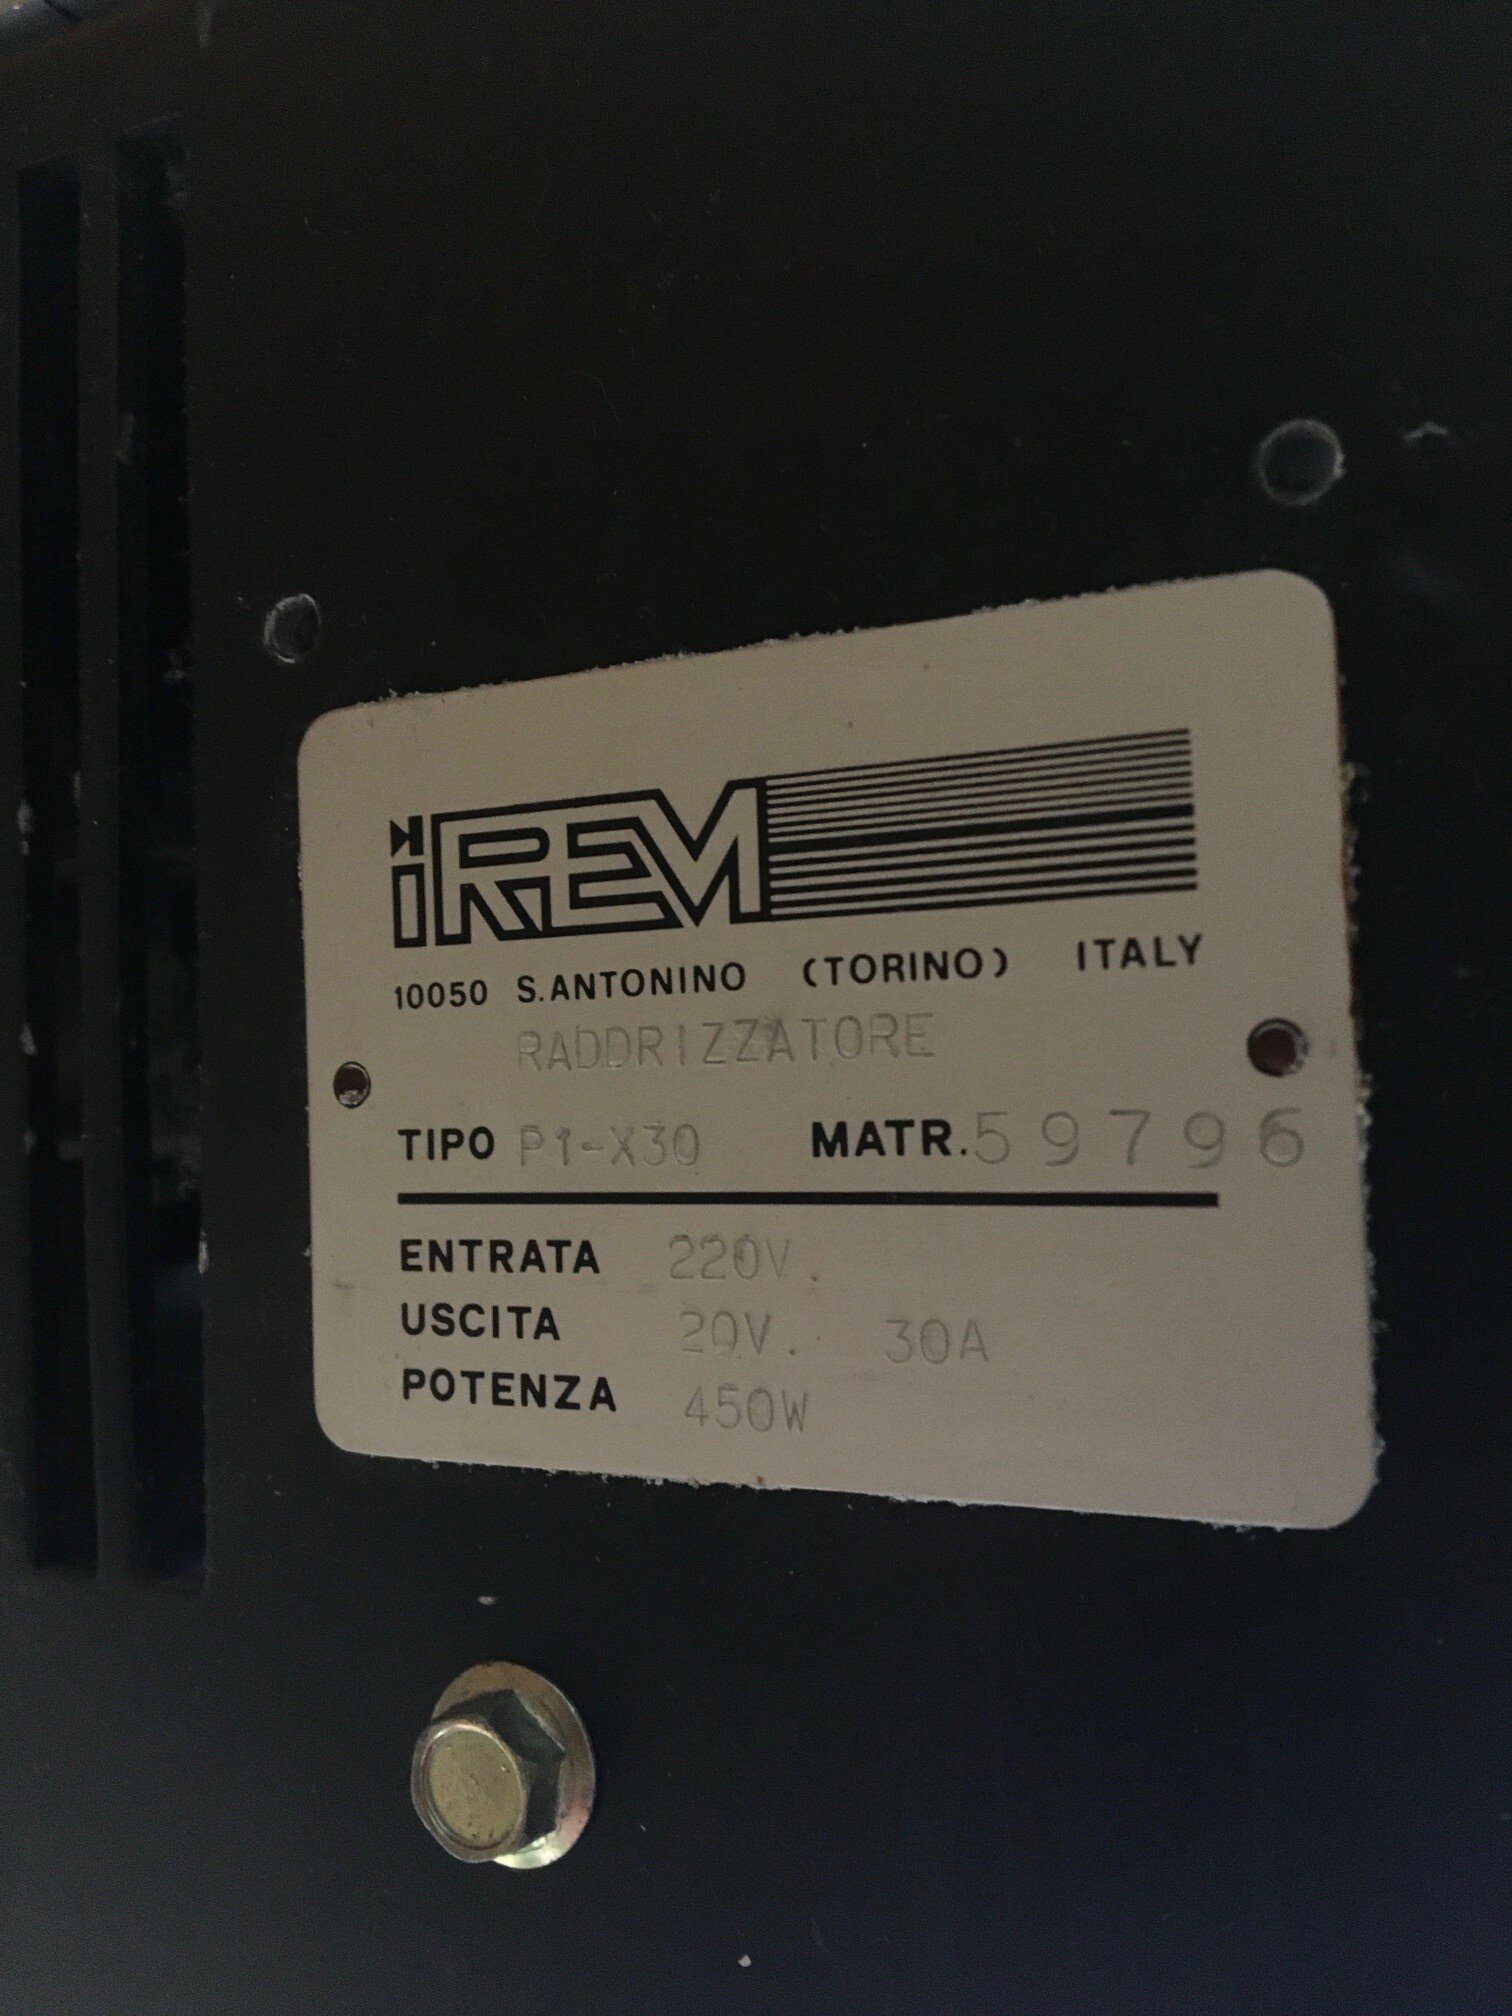 iREM
10050 S.ANTONINO (TORINO) ITALY
RADDRIZZATORE
TIPO P1-X30 MATR.59796
ENTRATA 220V.
USCITA 20V. 30A
POTENZA 450W